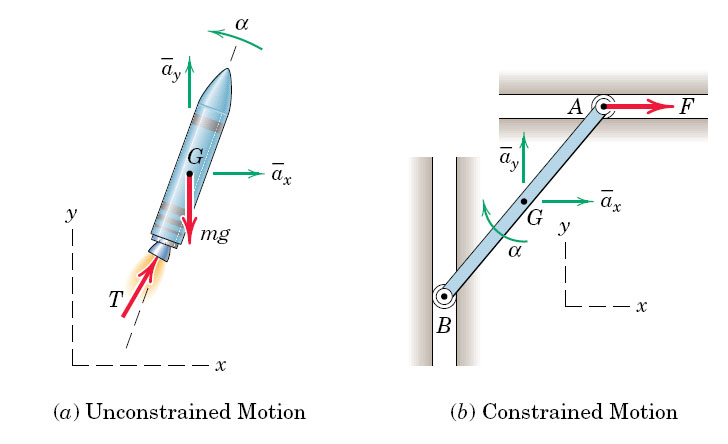 α
a̅y
G
a̅x
mg
y
T
x
(a) Unconstrained Motion
A
F
a̅y
a̅x
G
y
α
x
B
(b) Constrained Motion